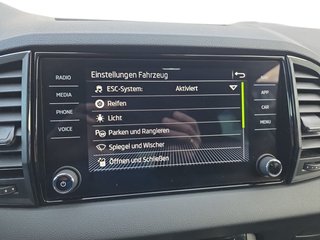 Einstellungen Fahrzeug
RADIO
MEDIA
PHONE
VOICE
ESC-System: Aktiviert
Reifen
Licht
Parken und Rangieren
Spiegel und Wischer
Öffnen und Schließen
APP
CAR
MENU